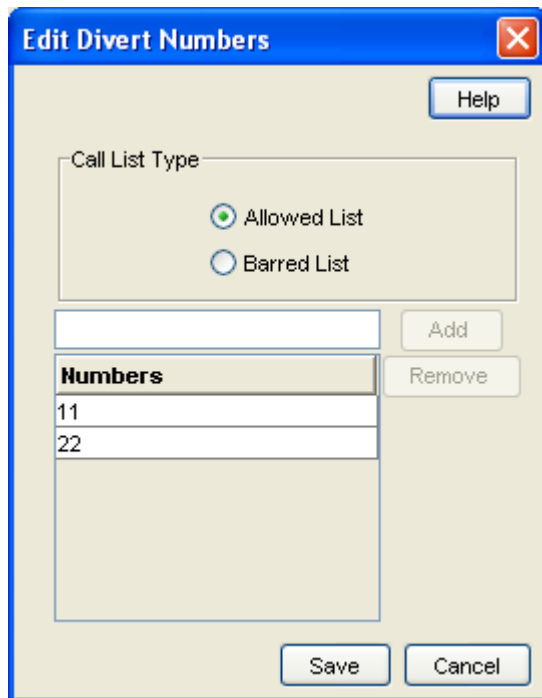 Edit Divert Numbers
Help
Call List Type
Allowed List
Barred List
Add
Numbers
Remove
11
22
Save
Cancel